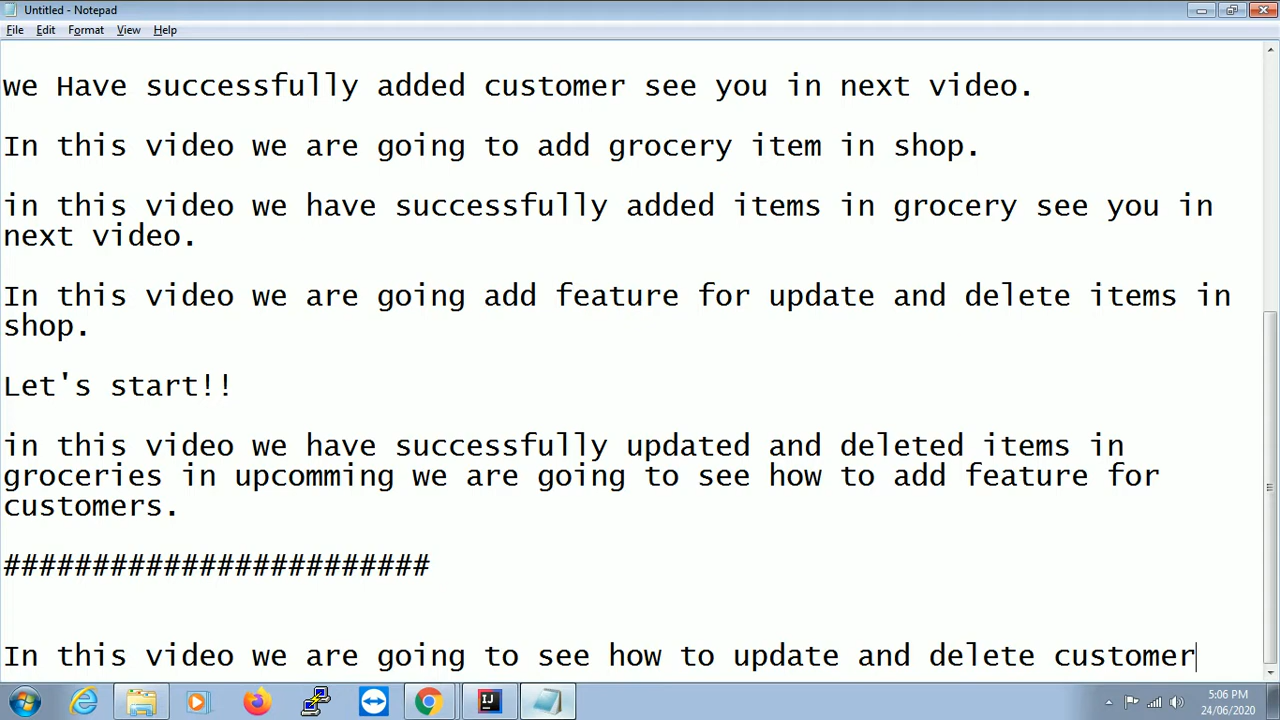 Untitled - Notepad
File Edit Format View Help
we Have successfully added customer see you in next video.
In this video we are going to add grocery item in shop.
in this video we have successfully added items in grocery see you in
next video.
In this video we are going add feature for update and delete items in
shop.
Let's start!!
in this video we have successfully updated and deleted items in
groceries in upcomming we are going to see how to add feature for
customers.
########################
In this video we are going to see how to update and delete customer
5:06 PM
24/06/2020